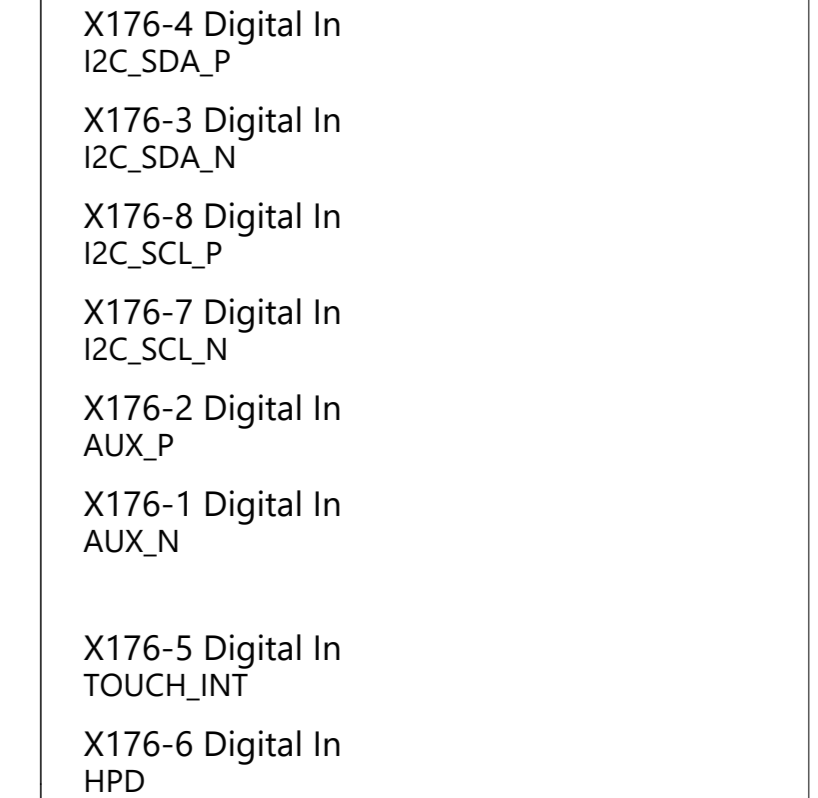 X176-4 Digital In
I2C_SDA_P
X176-3 Digital In
I2C_SDA_N
X176-8 Digital In
I2C_SCL_P
X176-7 Digital In
I2C_SCL_N
X176-2 Digital In
AUX_P
X176-1 Digital In
AUX_N
X176-5 Digital In
TOUCH_INT
X176-6 Digital In
HPD